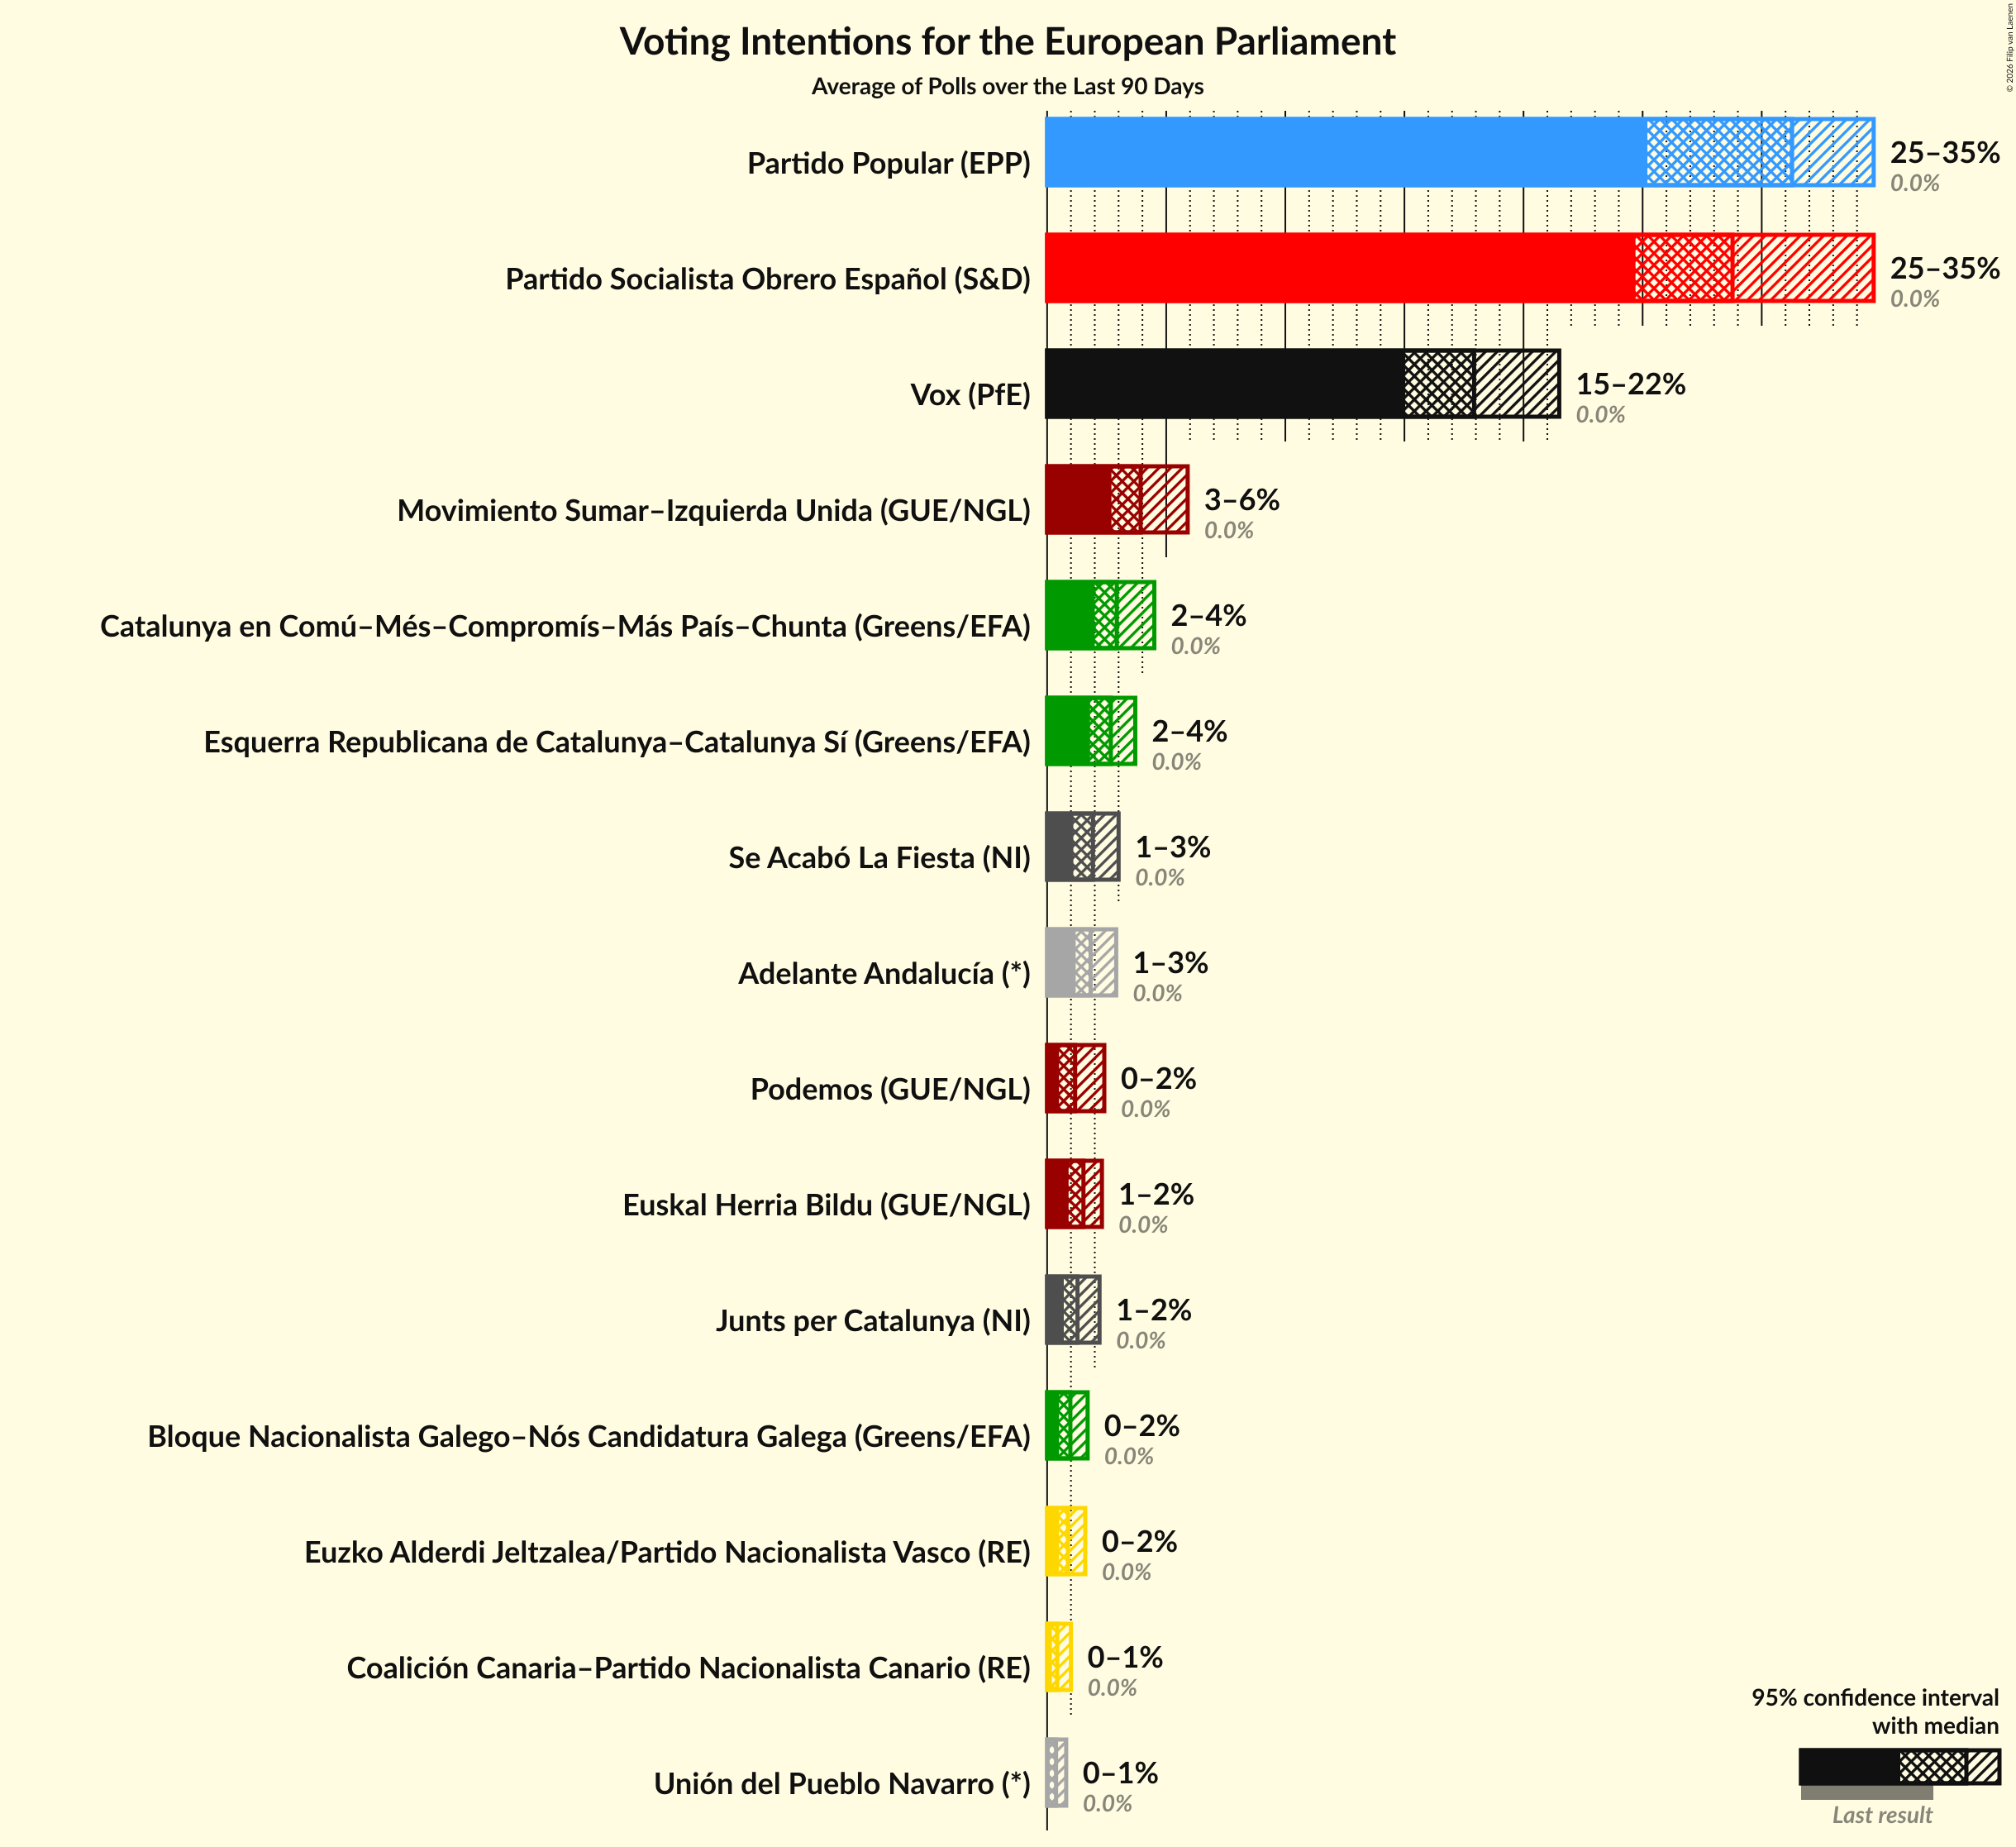 Voting Intentions for the European Parliament
Average of Polls over the Last 90 Days
© 2026 Filip van Laenen
Partido Popular (EPP)
25–35%
0.0%
Partido Socialista Obrero Español (S&D)
25–35%
0.0%
Vox (PfE)
15–22%
0.0%
Movimiento Sumar–Izquierda Unida (GUE/NGL)
3–6%
0.0%
Catalunya en Comú–Més–Compromís–Más País–Chunta (Greens/EFA)
2–4%
0.0%
Esquerra Republicana de Catalunya–Catalunya Sí (Greens/EFA)
2–4%
0.0%
Se Acabó La Fiesta (NI)
1–3%
0.0%
Adelante Andalucía (*)
1–3%
0.0%
Podemos (GUE/NGL)
0–2%
0.0%
Euskal Herria Bildu (GUE/NGL)
1–2%
0.0%
Junts per Catalunya (NI)
1–2%
0.0%
Bloque Nacionalista Galego–Nós Candidatura Galega (Greens/EFA)
0–2%
0.0%
Euzko Alderdi Jeltzalea/Partido Nacionalista Vasco (RE)
0–2%
0.0%
Coalición Canaria–Partido Nacionalista Canario (RE)
0–1%
0.0%
Unión del Pueblo Navarro (*)
0–1%
0.0%
95% confidence interval
with median
Last result